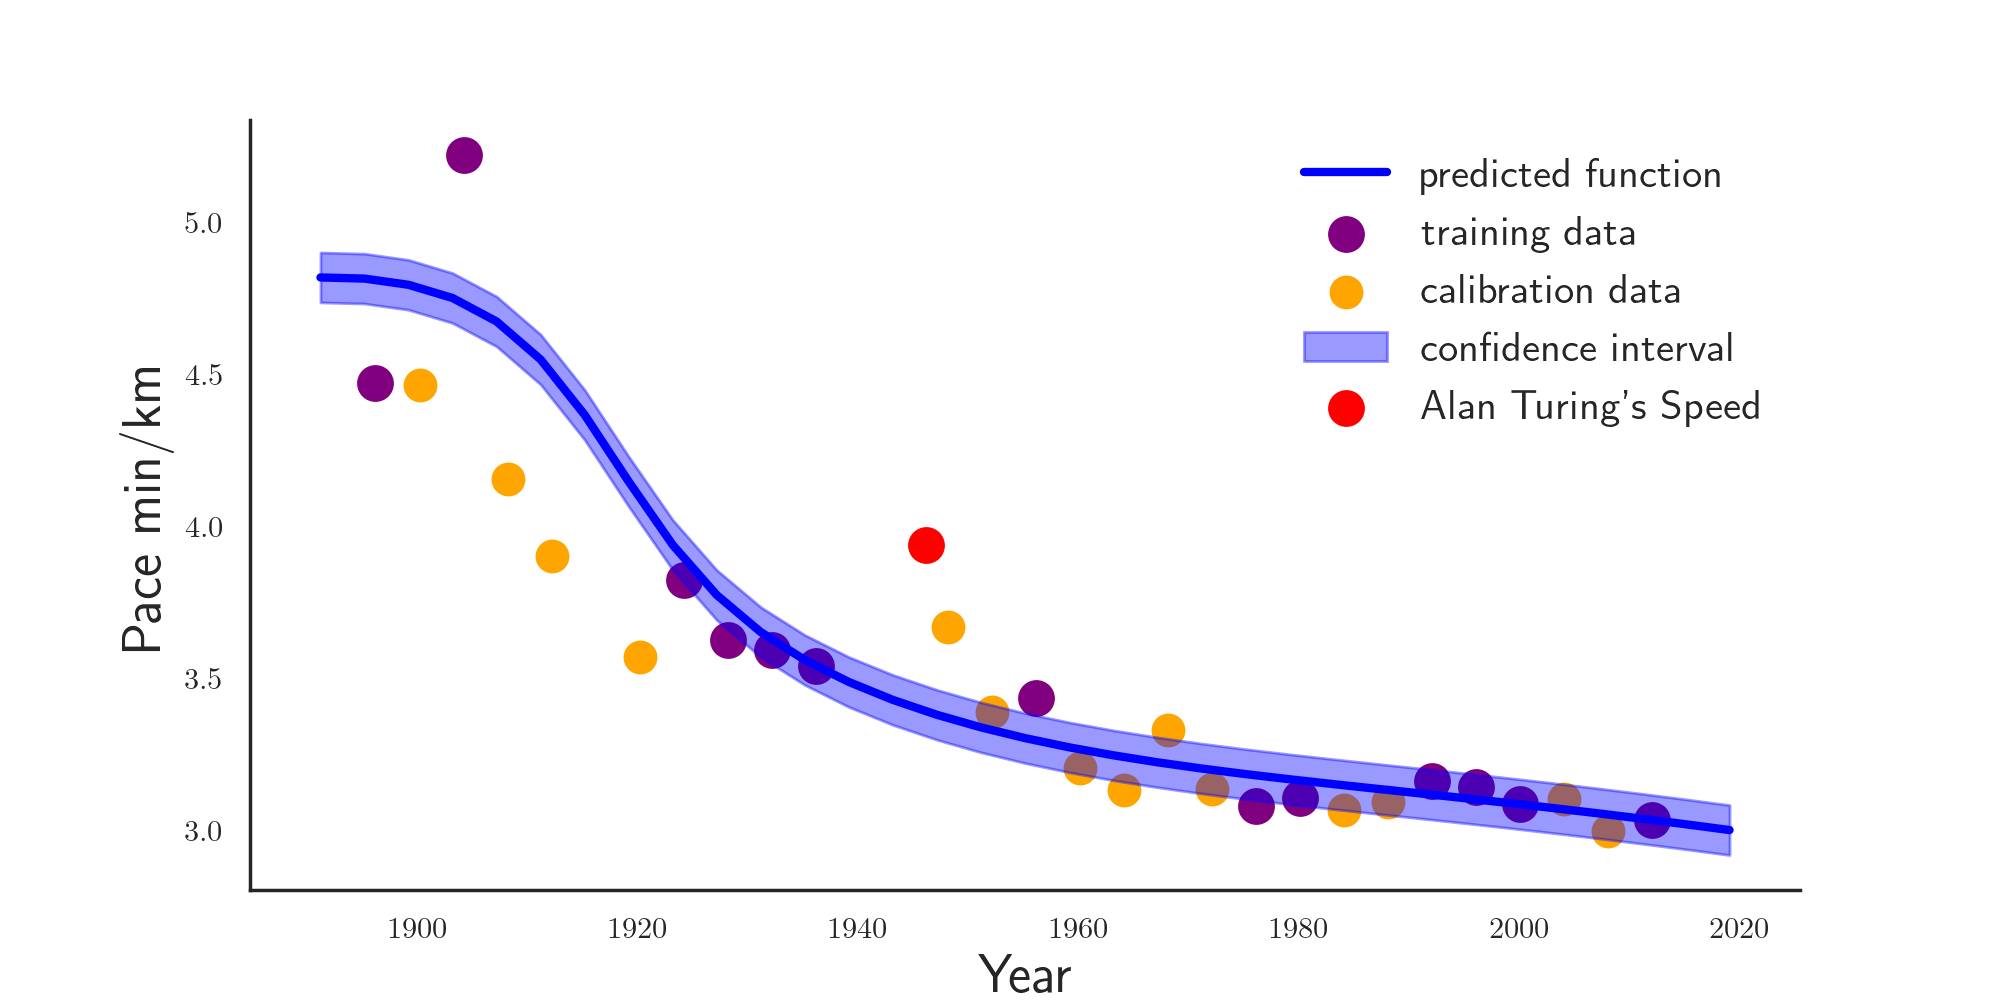 predicted function
training data
calibration data
confidence interval
Alan Turing's Speed
Pace min/km
5.0
4.5
4.0
3.5
3.0
1900 1920 1940 1960 1980 2000 2020
Year